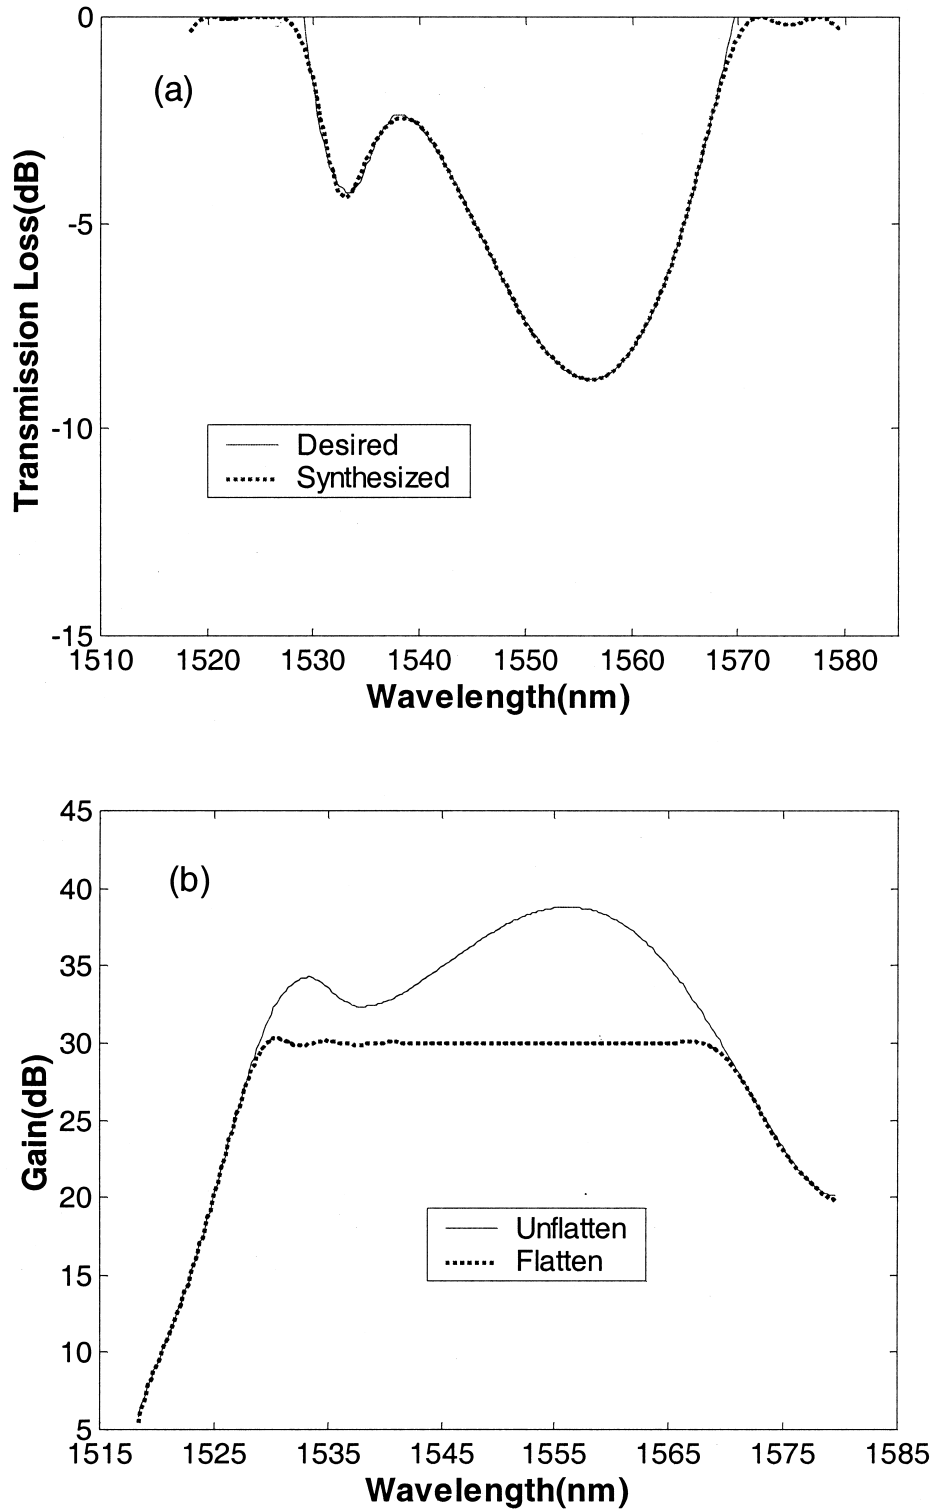 0
(a)
-5
Transmission Loss(dB)
-10
Desired
Synthesized
-15
1510 1520 1530 1540 1550 1560 1570 1580
Wavelength(nm)
45
(b)
40
35
30
25
Gain(dB)
20
Unflatten
Flatten
15
10
5
1515 1525 1535 1545 1555 1565 1575 1585
Wavelength(nm)